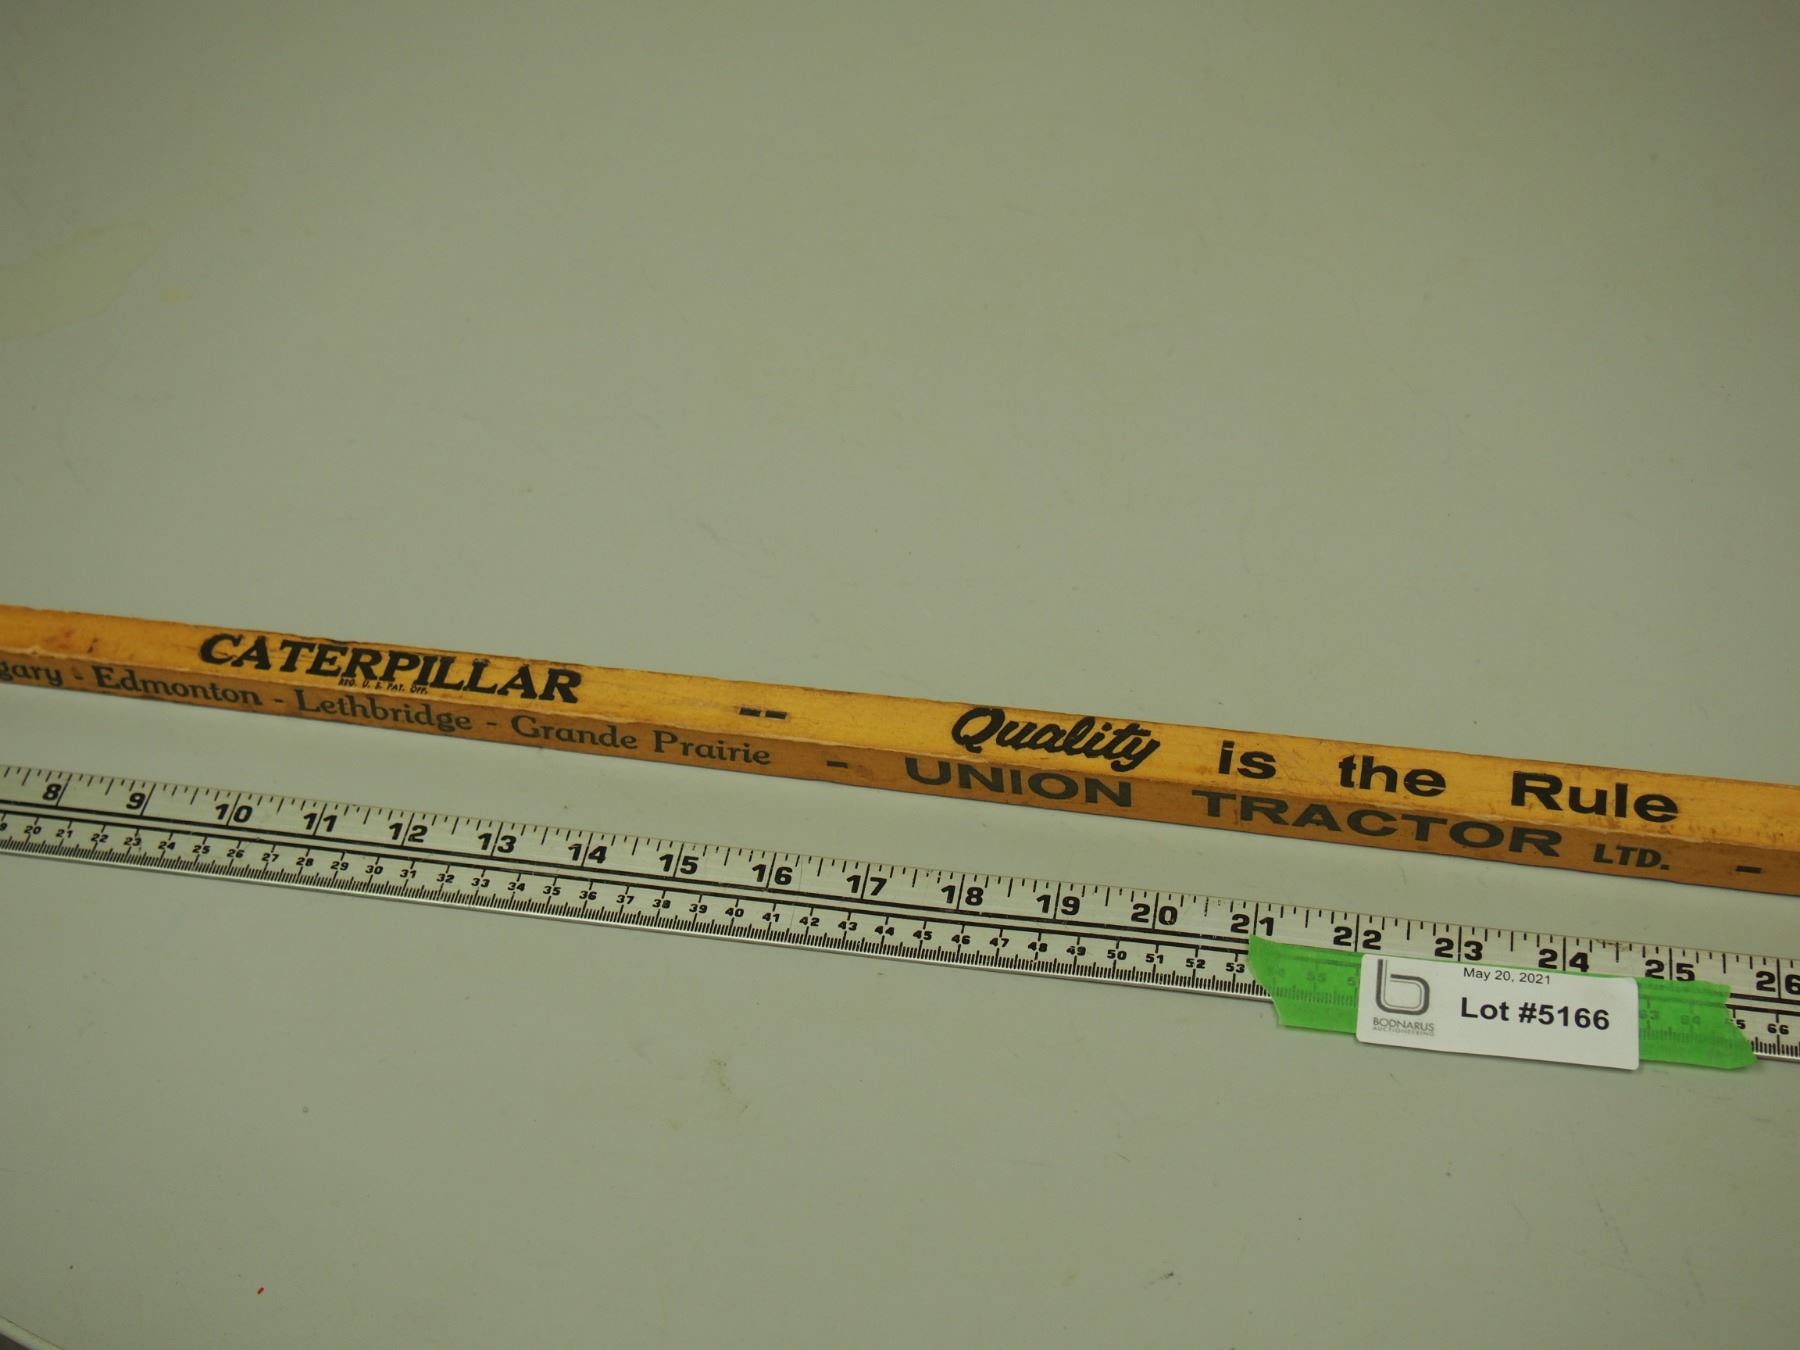 CATERPILLAR -- Quality is the Rule
REG. U. S. PAT. OFF.
gary - Edmonton - Lethbridge - Grande Prairie - UNION TRACTOR LTD. -
8 9 10 11 12 13 14 15 16 17 18 19 20 21 22 23 24 25 26
20 21 22 23 24 25 26 27 28 29 30 31 32 33 34 35 36 37 38 39 40 41 42 43 44 45 46 47 48 49 50 51 52 53 55 63 64 66
May 20, 2021
Lot #5166
BODNARUS
AUCTIONEERING